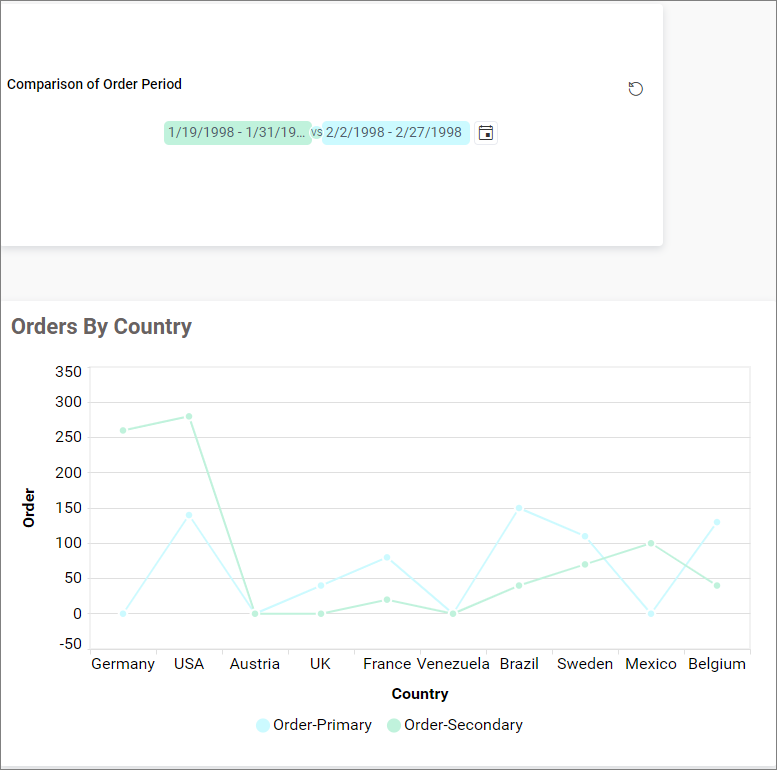 Comparison of Order Period
1/19/1998 - 1/31/19... vs 2/2/1998 - 2/27/1998
Orders By Country
350
300
250
200
150
100
50
0
-50
Order
Germany USA Austria UK France Venezuela Brazil Sweden Mexico Belgium
Country
Order-Primary Order-Secondary